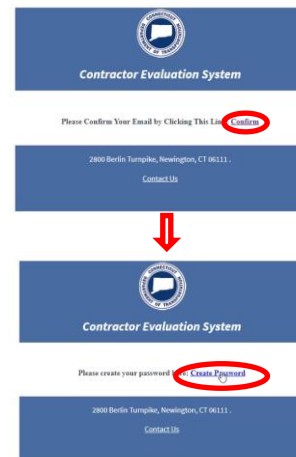 Contractor Evaluation System
Please Confirm Your Email by Clicking This Link Confirm
2800 Berlin Turnpike, Newington, CT 06111 .
Contact Us
Contractor Evaluation System
Please create your password here: Create Password
2800 Berlin Turnpike, Newington, CT 06111 .
Contact Us